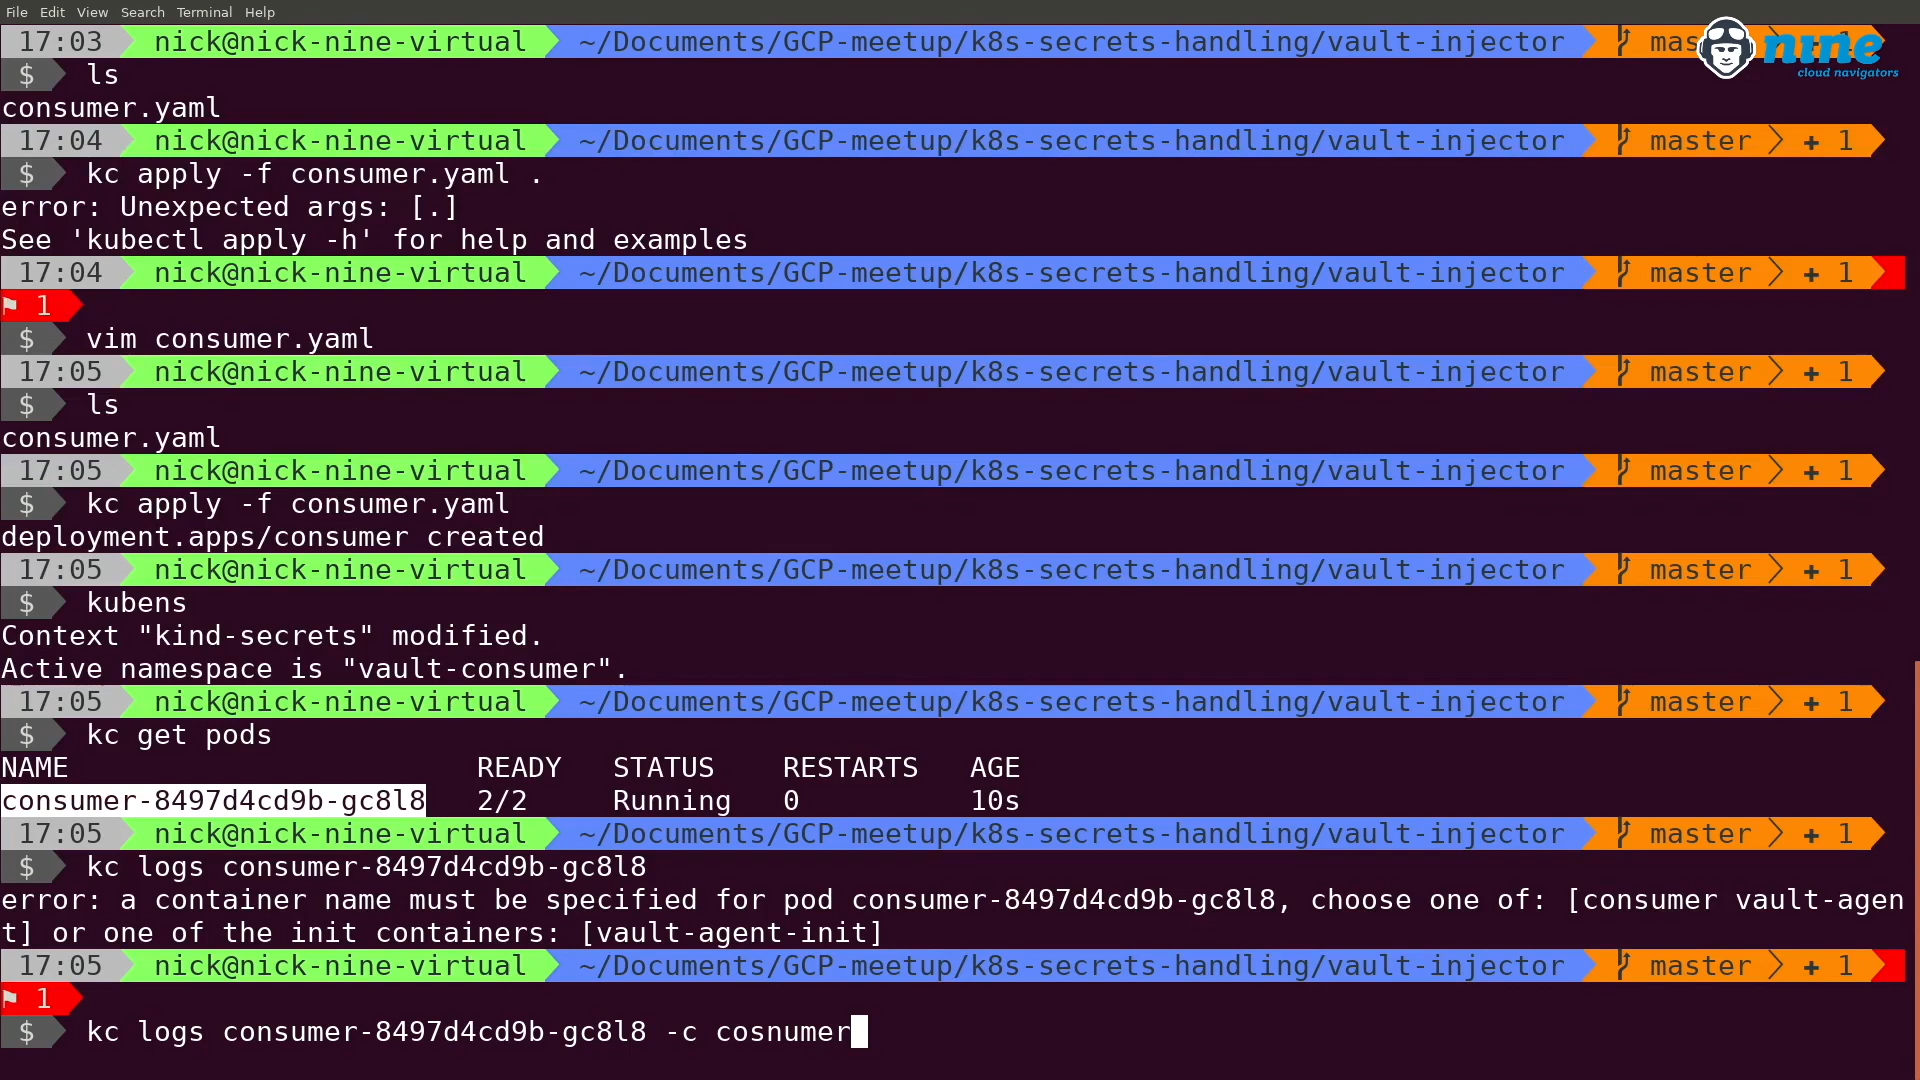 File Edit View Search Terminal Help
17:03 nick@nick-nine-virtual ~/Documents/GCP-meetup/k8s-secrets-handling/vault-injector mas 1
nine
cloud navigators
$ ls
consumer.yaml
17:04 nick@nick-nine-virtual ~/Documents/GCP-meetup/k8s-secrets-handling/vault-injector master + 1
$ kc apply -f consumer.yaml .
error: Unexpected args: [.]
See 'kubectl apply -h' for help and examples
17:04 nick@nick-nine-virtual ~/Documents/GCP-meetup/k8s-secrets-handling/vault-injector master + 1
⚑ 1
$ vim consumer.yaml
17:05 nick@nick-nine-virtual ~/Documents/GCP-meetup/k8s-secrets-handling/vault-injector master + 1
$ ls
consumer.yaml
17:05 nick@nick-nine-virtual ~/Documents/GCP-meetup/k8s-secrets-handling/vault-injector master + 1
$ kc apply -f consumer.yaml
deployment.apps/consumer created
17:05 nick@nick-nine-virtual ~/Documents/GCP-meetup/k8s-secrets-handling/vault-injector master + 1
$ kubens
Context "kind-secrets" modified.
Active namespace is "vault-consumer".
17:05 nick@nick-nine-virtual ~/Documents/GCP-meetup/k8s-secrets-handling/vault-injector master + 1
$ kc get pods
NAME READY STATUS RESTARTS AGE
consumer-8497d4cd9b-gc8l8 2/2 Running 0 10s
17:05 nick@nick-nine-virtual ~/Documents/GCP-meetup/k8s-secrets-handling/vault-injector master + 1
$ kc logs consumer-8497d4cd9b-gc8l8
error: a container name must be specified for pod consumer-8497d4cd9b-gc8l8, choose one of: [consumer vault-agen
t] or one of the init containers: [vault-agent-init]
17:05 nick@nick-nine-virtual ~/Documents/GCP-meetup/k8s-secrets-handling/vault-injector master + 1
⚑ 1
$ kc logs consumer-8497d4cd9b-gc8l8 -c cosnumer